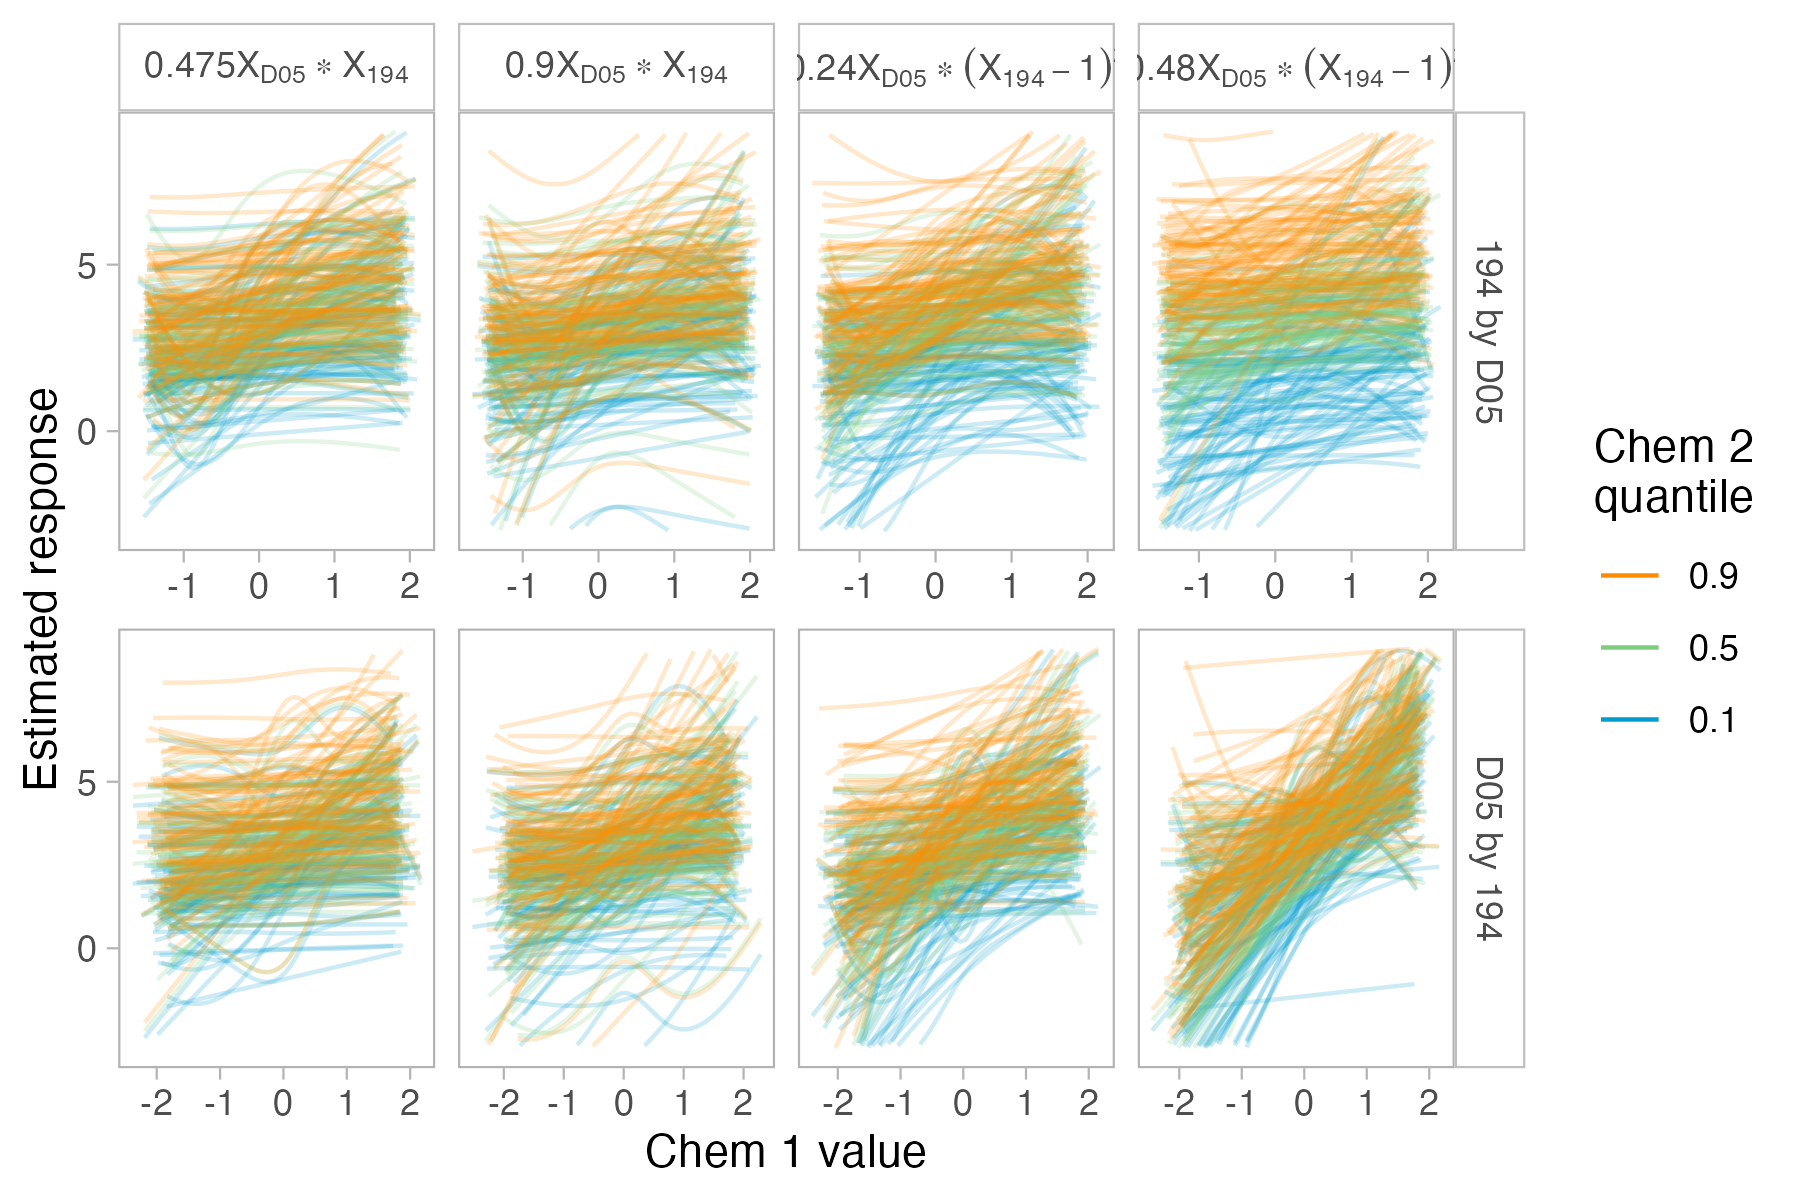 0.475X_D05 * X_194
0.9X_D05 * X_194
0.24X_D05 * (X_194 − 1)
0.48X_D05 * (X_194 − 1)
Estimated response
5
0
194 by D05
-1 0 1 2
-1 0 1 2
-1 0 1 2
-1 0 1 2
5
0
D05 by 194
-2 -1 0 1 2
-2 -1 0 1 2
-2 -1 0 1 2
-2 -1 0 1 2
Chem 1 value
Chem 2
quantile
0.9
0.5
0.1